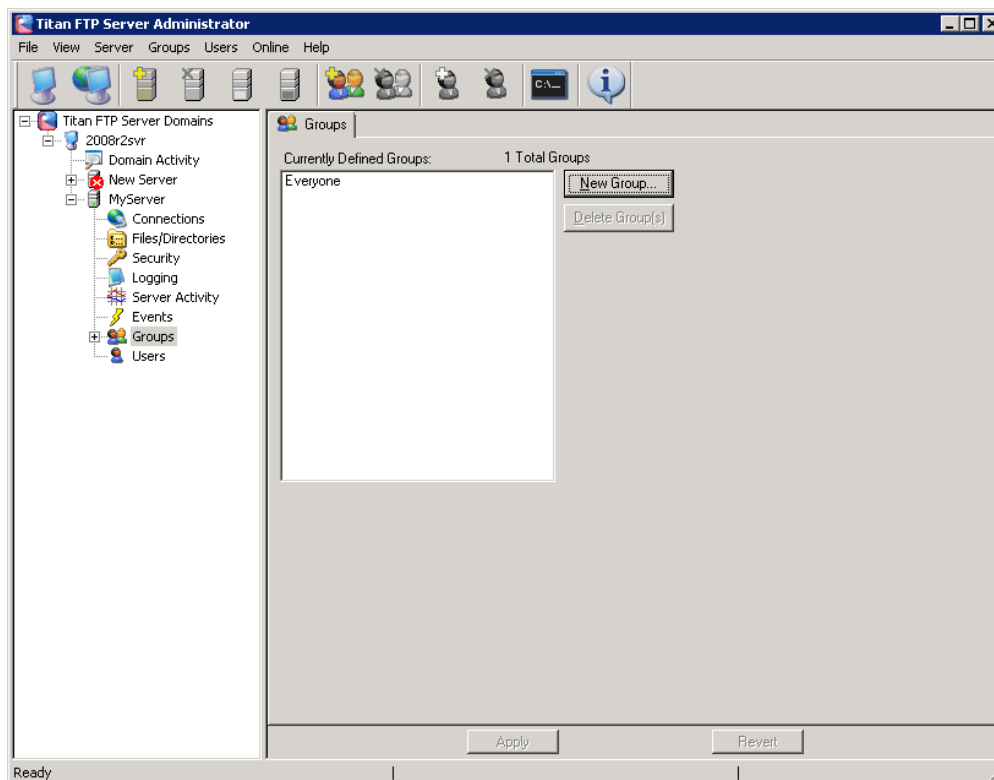 Titan FTP Server Administrator
File View Server Groups Users Online Help
C:\_
Titan FTP Server Domains
2008r2svr
Domain Activity
New Server
MyServer
Connections
Files/Directories
Security
Logging
Server Activity
Events
Groups
Users
Groups
Currently Defined Groups: 1 Total Groups
Everyone
New Group...
Delete Group(s)
Apply Revert
Ready